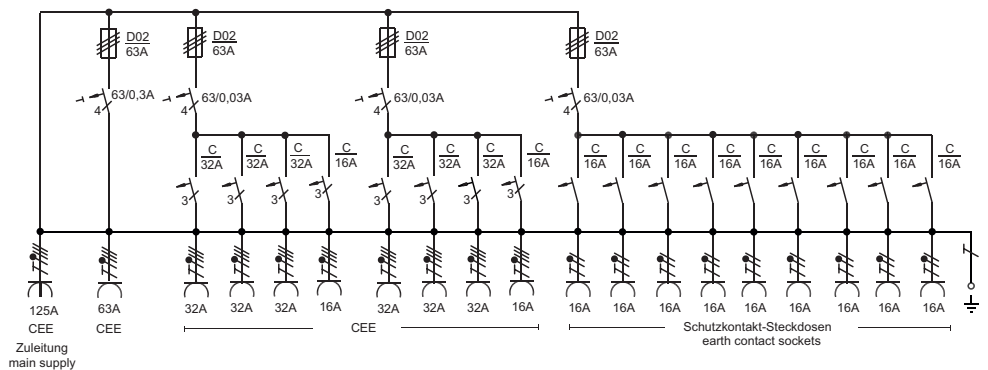 D02 D02 D02 D02
63A 63A 63A 63A
63/0,3A 63/0,03A 63/0,03A 63/0,03A
4 4 4 4
C C C C C C C C C C C C C C C C C
32A 32A 32A 16A 32A 32A 32A 16A 16A 16A 16A 16A 16A 16A 16A 16A 16A
3 3 3 3 3 3 3 3
125A 63A 32A 32A 32A 16A 32A 32A 32A 16A 16A 16A 16A 16A 16A 16A 16A 16A 16A
CEE CEE CEE Schutzkontakt-Steckdosen
earth contact sockets
Zuleitung
main supply